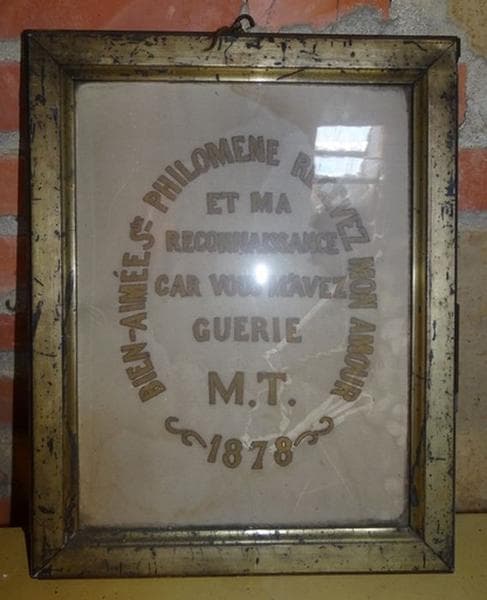 BIEN-AIMÉE Ste PHILOMENE RECEVEZ MON AMOUR
ET MA
RECONNAISSANCE
CAR VOUS M'AVEZ
GUERIE
M.T.
1878